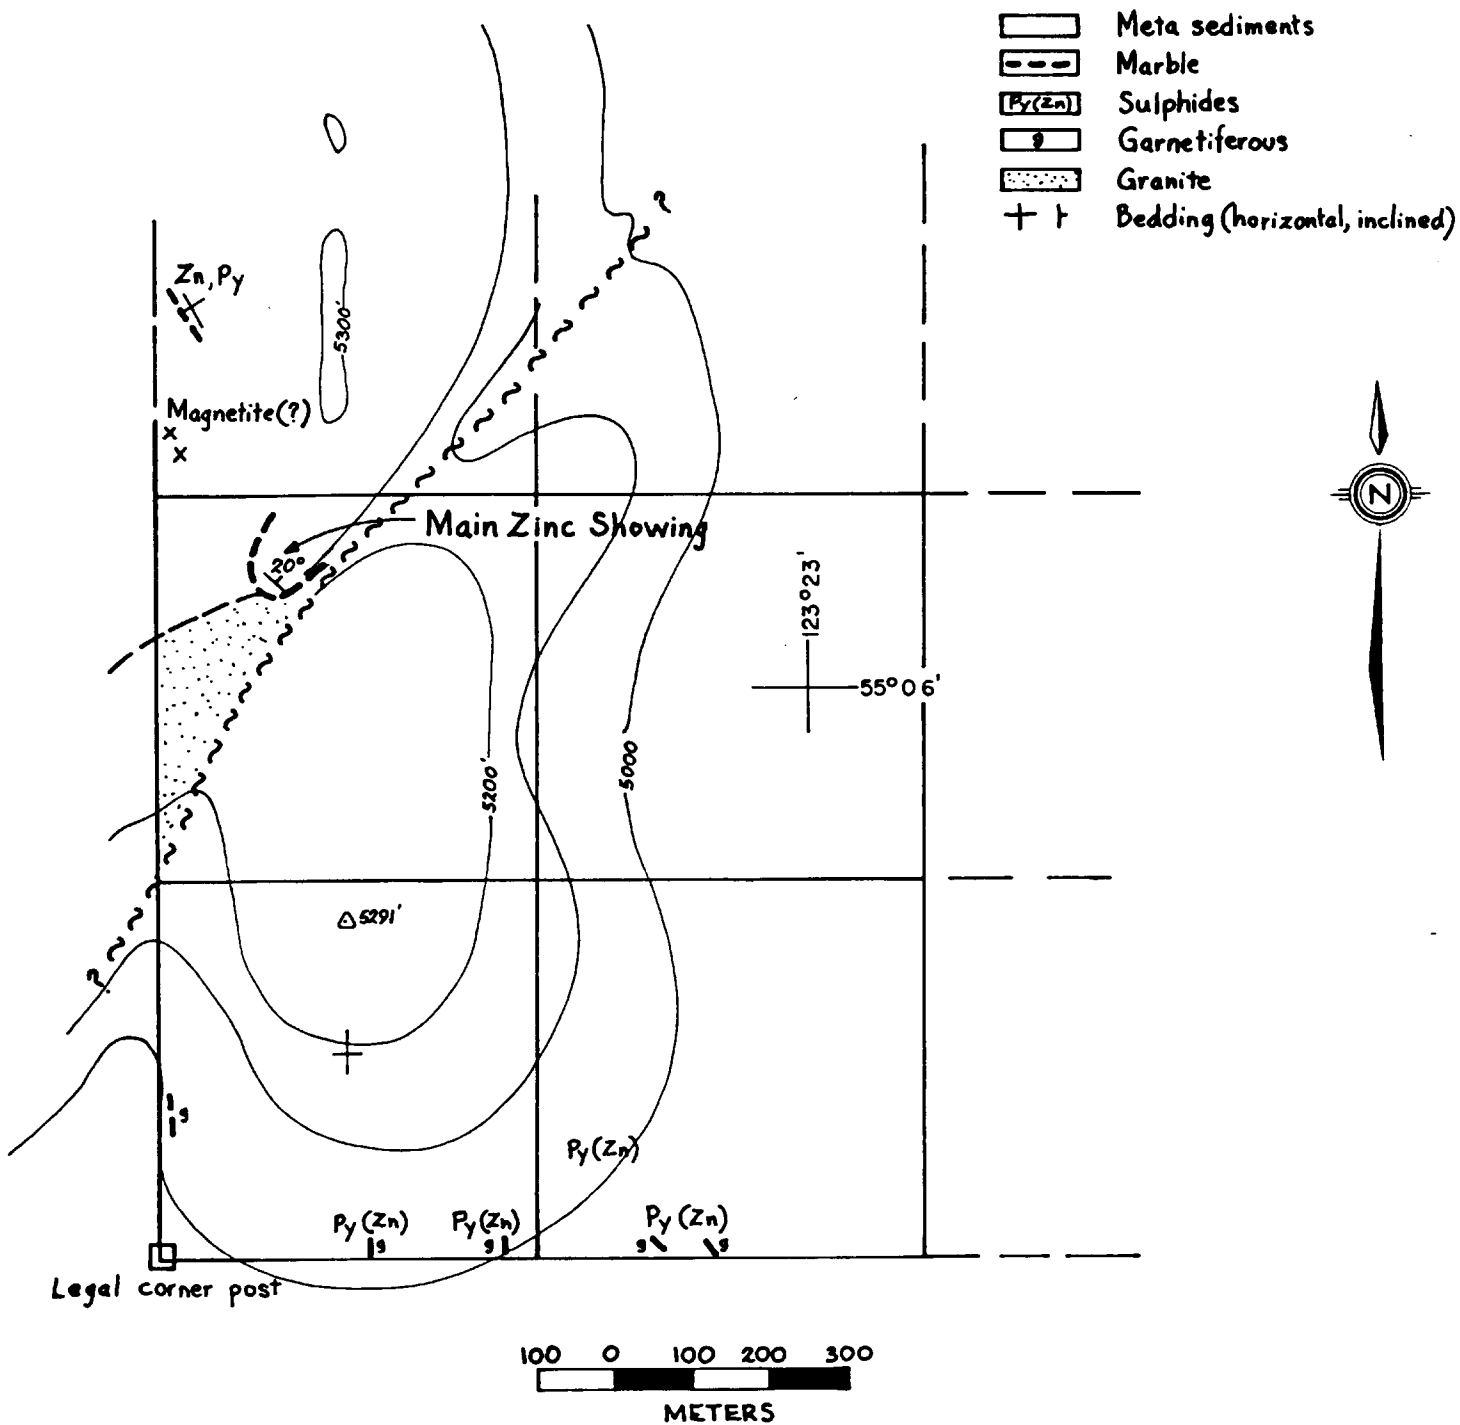 Meta sediments
Marble
Py(Zn) Sulphides
g Garnetiferous
Granite
Bedding (horizontal, inclined)
?
Zn, Py
5300'
Magnetite(?)
x
x
N
Main Zinc Showing
20°
123°23'
55°06'
5200'
5000'
5291'
?
g
Py(Zn)
Py(Zn) Py(Zn) Py(Zn)
g g g g
Legal corner post
100 0 100 200 300
METERS